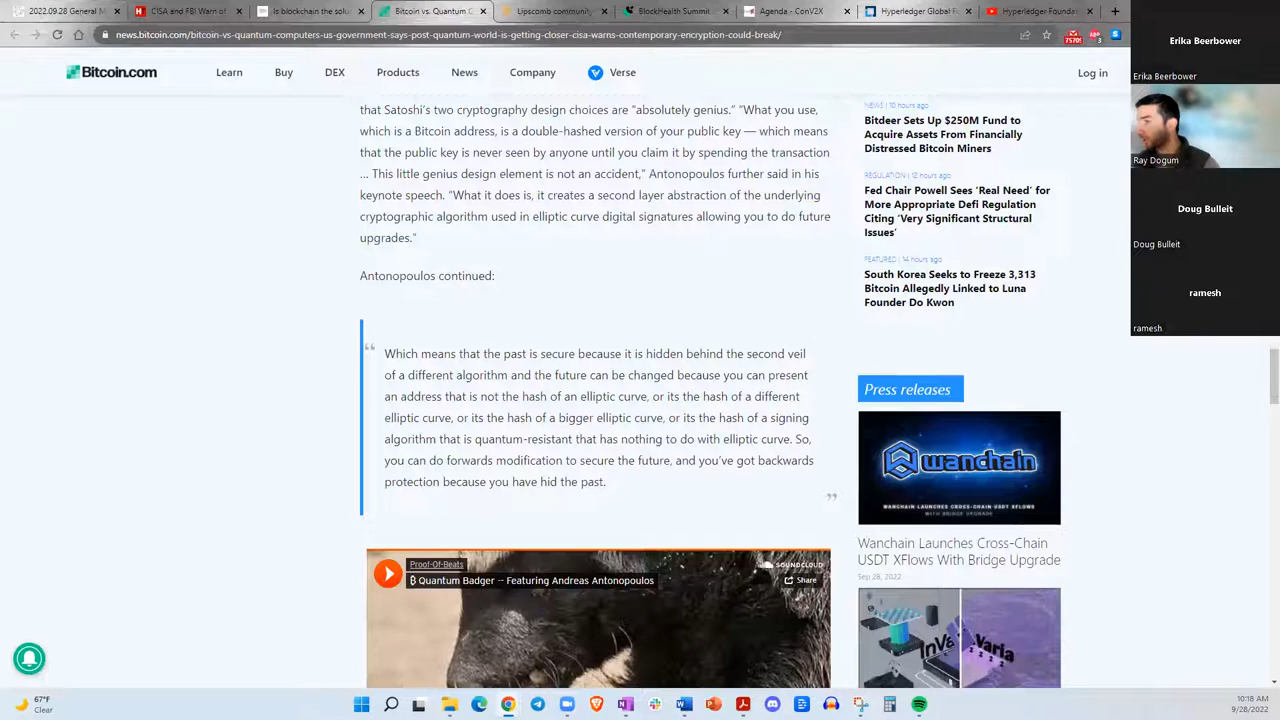 2022.09.28 General M
CISA and FBI Warn of
Is blockchain the solu
Bitcoin vs. Quantum C
Lipscomb community
BlockHealth Summit
Agenda - ConV2X
Hyperledger Global Fo
Hyperledger Foundat
news.bitcoin.com/bitcoin-vs-quantum-computers-us-government-says-post-quantum-world-is-getting-closer-cisa-warns-contemporary-encryption-could-break/
Bitcoin.com
Learn
Buy
DEX
Products
News
Company
Verse
Log in
that Satoshi's two cryptography design choices are "absolutely genius." "What you use,
which is a Bitcoin address, is a double-hashed version of your public key — which means
that the public key is never seen by anyone until you claim it by spending the transaction
... This little genius design element is not an accident," Antonopoulos further said in his
keynote speech. "What it does is, it creates a second layer abstraction of the underlying
cryptographic algorithm used in elliptic curve digital signatures allowing you to do future
upgrades."
Antonopoulos continued:
"
Which means that the past is secure because it is hidden behind the second veil
of a different algorithm and the future can be changed because you can present
an address that is not the hash of an elliptic curve, or its the hash of a different
elliptic curve, or its the hash of a bigger elliptic curve, or its the hash of a signing
algorithm that is quantum-resistant that has nothing to do with elliptic curve. So,
you can do forwards modification to secure the future, and you've got backwards
protection because you have hid the past.
"
Proof-Of-Beats
₿ Quantum Badger -- Featuring Andreas Antonopoulos
SOUNDCLOUD
Share
NEWS | 10 hours ago
Bitdeer Sets Up $250M Fund to
Acquire Assets From Financially
Distressed Bitcoin Miners
REGULATION | 12 hours ago
Fed Chair Powell Sees 'Real Need' for
More Appropriate Defi Regulation
Citing 'Very Significant Structural
Issues'
FEATURED | 14 hours ago
South Korea Seeks to Freeze 3,313
Bitcoin Allegedly Linked to Luna
Founder Do Kwon
Press releases
wanchain
WANCHAIN LAUNCHES CROSS-CHAIN USDT XFLOWS
WITH BRIDGE UPGRADE
Wanchain Launches Cross-Chain
USDT XFlows With Bridge Upgrade
Sep 28, 2022
InVar
Varia
Erika Beerbower
Erika Beerbower
Ray Dogum
Doug Bulleit
Doug Bulleit
ramesh
ramesh
67°F
Clear
10:18 AM
9/28/2022